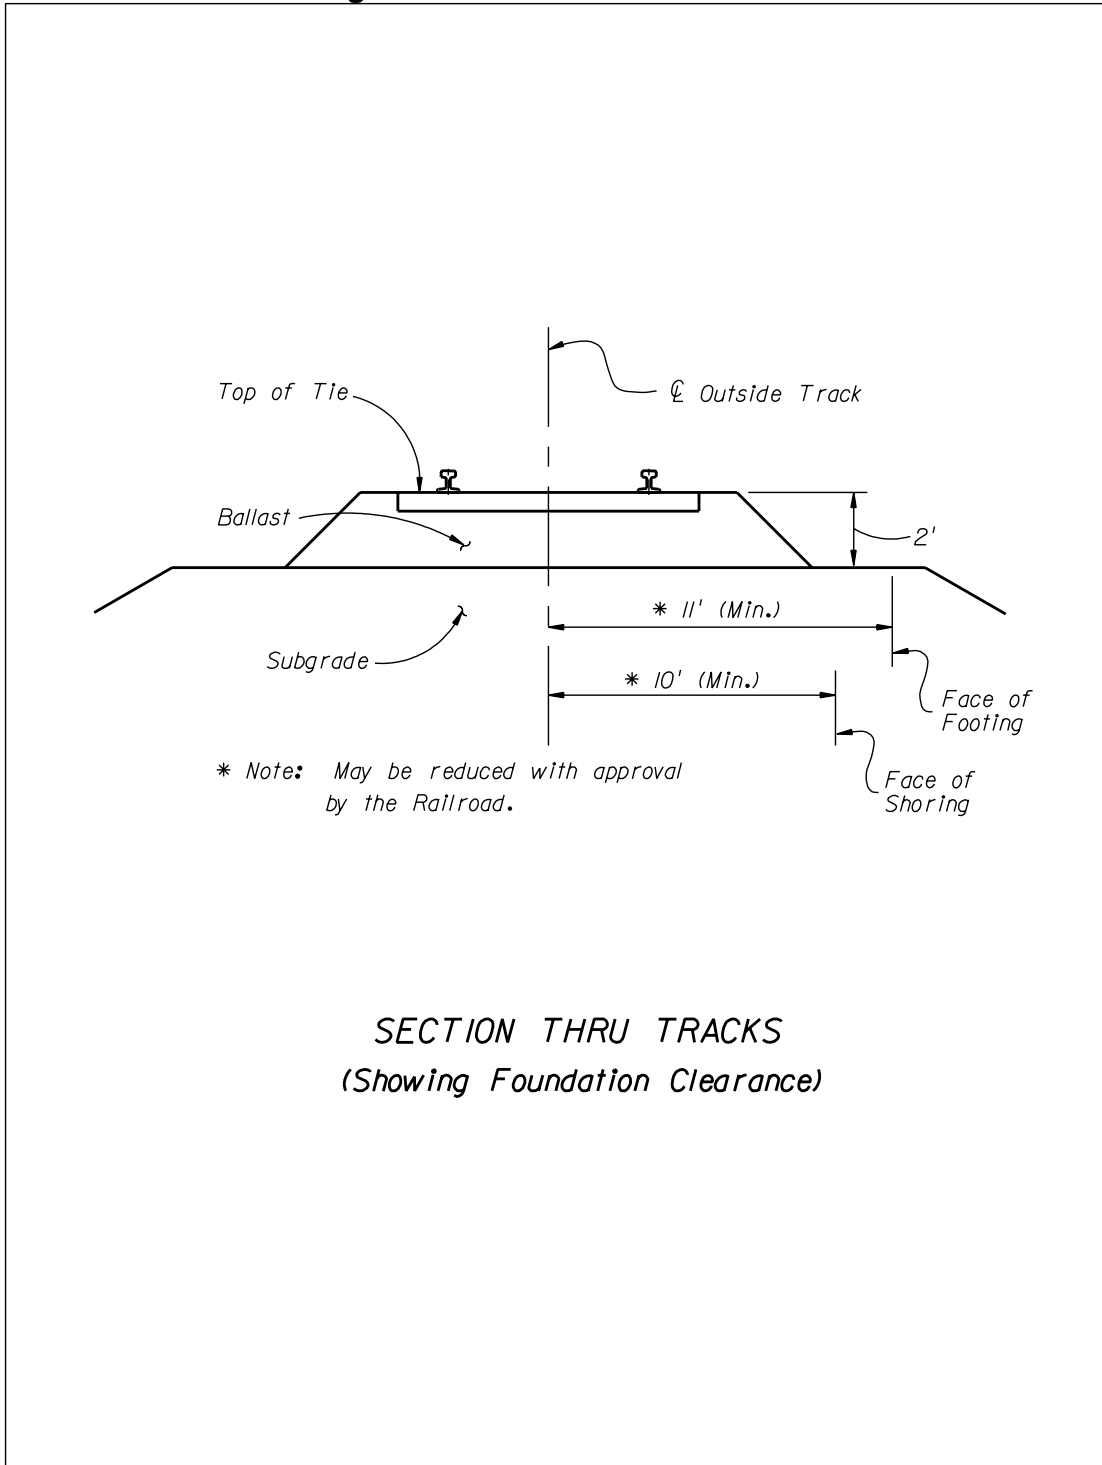 ℄ Outside Track
Top of Tie
Ballast
2'
* 11' (Min.)
Subgrade
* 10' (Min.)
Face of
Footing
* Note: May be reduced with approval
by the Railroad.
Face of
Shoring
SECTION THRU TRACKS
(Showing Foundation Clearance)